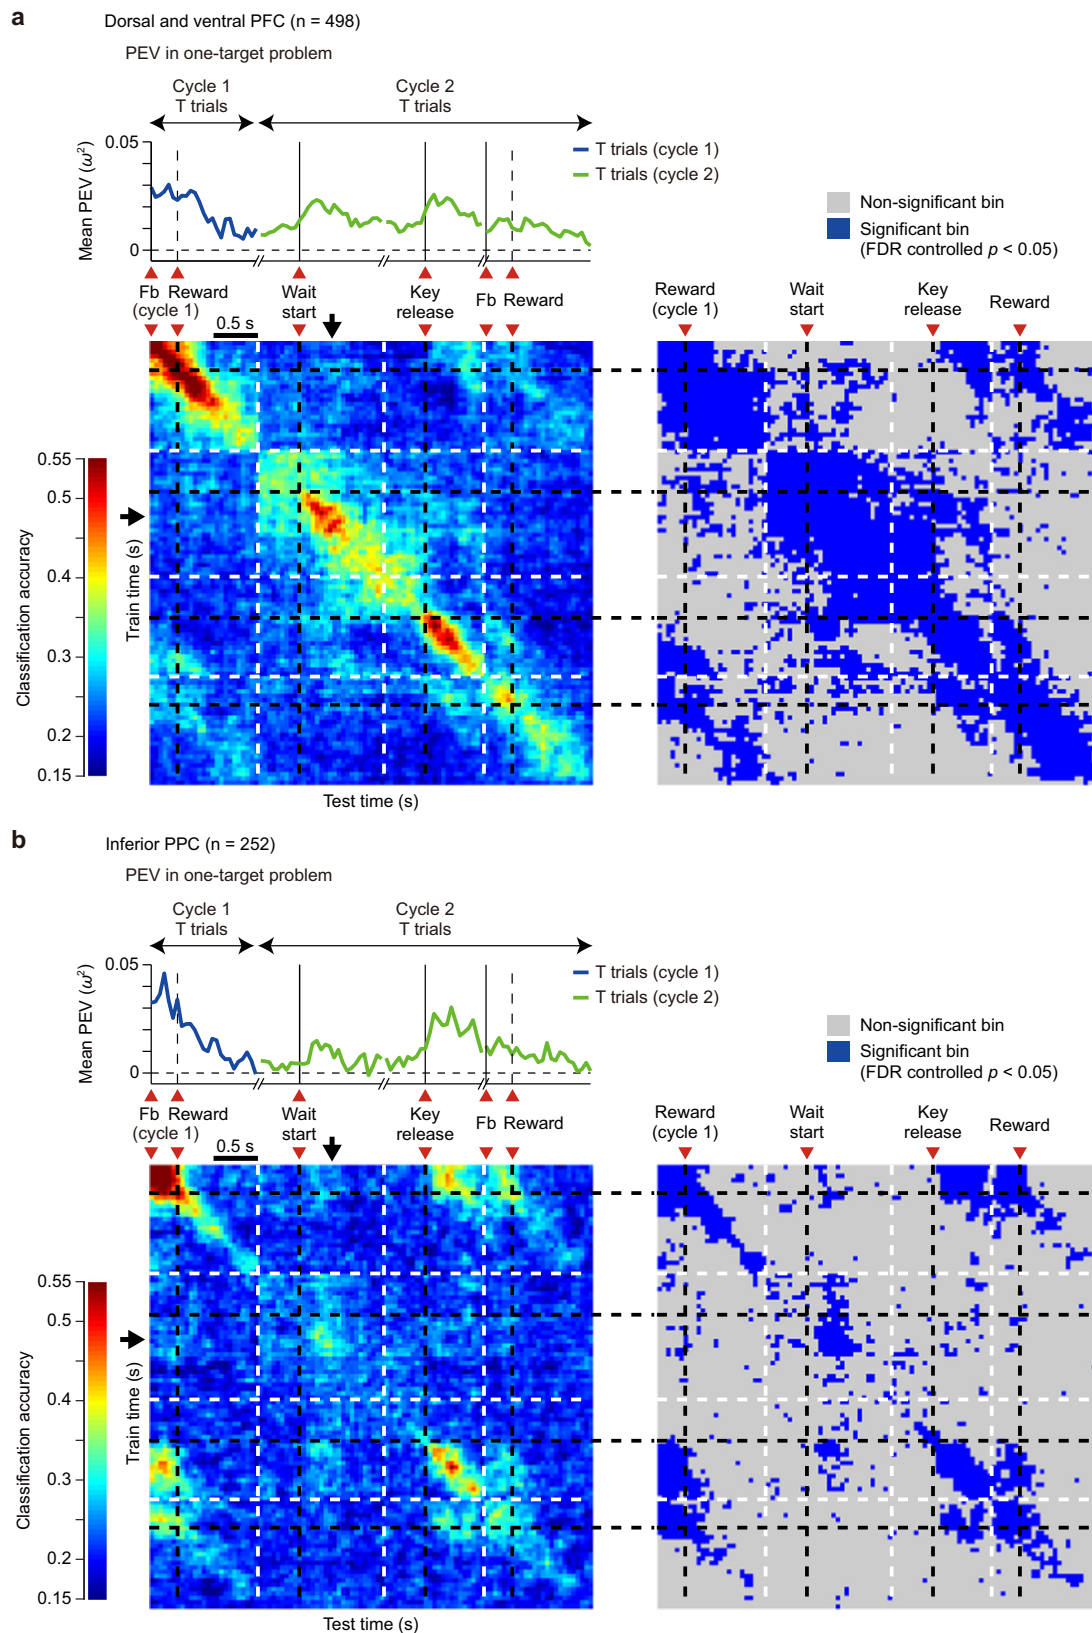 a
Dorsal and ventral PFC (n = 498)
PEV in one-target problem
Cycle 1
T trials
Cycle 2
T trials
0.05
0
Mean PEV (ω²)
T trials (cycle 1)
T trials (cycle 2)
Non-significant bin
Significant bin
(FDR controlled p < 0.05)
Fb Reward
(cycle 1)
Wait
start
Key
release
Fb Reward
0.5 s
Reward
(cycle 1)
Wait
start
Key
release
Reward
0.55
0.5
0.4
0.3
0.2
0.15
Classification accuracy
Train time (s)
Test time (s)
b
Inferior PPC (n = 252)
PEV in one-target problem
Cycle 1
T trials
Cycle 2
T trials
0.05
0
Mean PEV (ω²)
T trials (cycle 1)
T trials (cycle 2)
Non-significant bin
Significant bin
(FDR controlled p < 0.05)
Fb Reward
(cycle 1)
Wait
start
Key
release
Fb Reward
0.5 s
Reward
(cycle 1)
Wait
start
Key
release
Reward
0.55
0.5
0.4
0.3
0.2
0.15
Classification accuracy
Train time (s)
Test time (s)